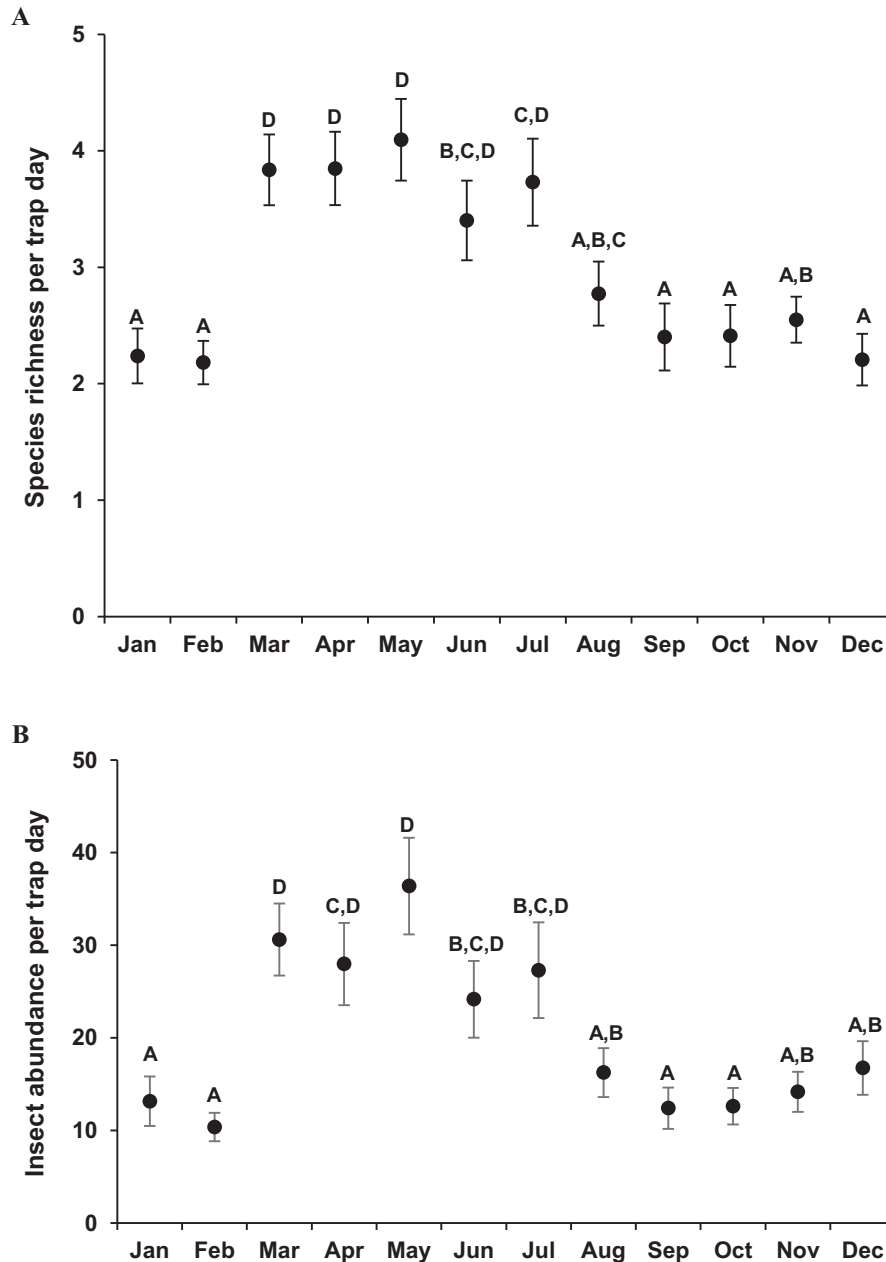 A
Species richness per trap day
5
4
3
2
1
0
A
A
D
D
D
B,C,D
C,D
A,B,C
A
A
A,B
A
Jan Feb Mar Apr May Jun Jul Aug Sep Oct Nov Dec
B
Insect abundance per trap day
50
40
30
20
10
0
A
A
D
C,D
D
B,C,D
B,C,D
A,B
A
A
A,B
A,B
Jan Feb Mar Apr May Jun Jul Aug Sep Oct Nov Dec